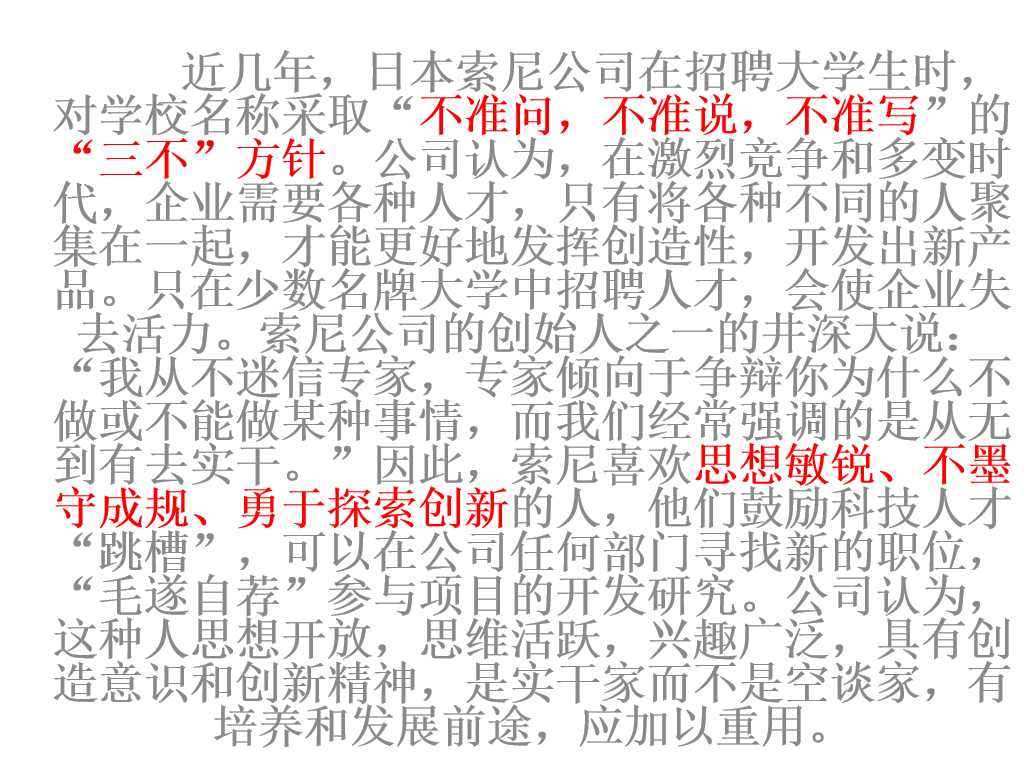 近几年，日本索尼公司在招聘大学生时，
对学校名称采取“不准问，不准说，不准写”的
“三不”方针。公司认为，在激烈竞争和多变时
代，企业需要各种人才，只有将各种不同的人聚
集在一起，才能更好地发挥创造性，开发出新产
品。只在少数名牌大学中招聘人才，会使企业失
去活力。索尼公司的创始人之一的井深大说：
“我从不迷信专家，专家倾向于争辩你为什么不
做或不能做某种事情，而我们经常强调的是从无
到有去实干。”因此，索尼喜欢思想敏锐、不墨
守成规、勇于探索创新的人，他们鼓励科技人才
“跳槽”，可以在公司任何部门寻找新的职位，
“毛遂自荐”参与项目的开发研究。公司认为，
这种人思想开放，思维活跃，兴趣广泛，具有创
造意识和创新精神，是实干家而不是空谈家，有
培养和发展前途，应加以重用。